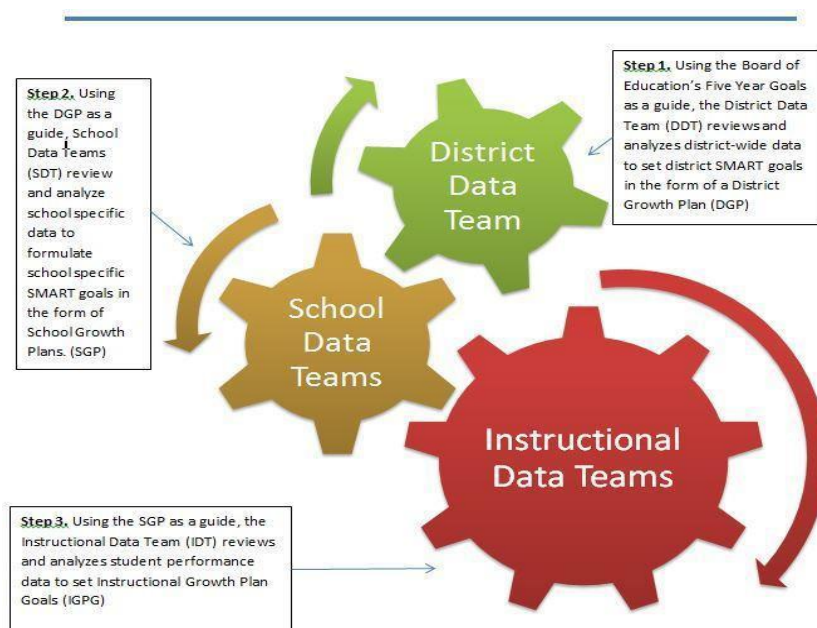 Step 1. Using the Board of
Education's Five Year Goals
as a guide, the District Data
Team (DDT) reviews and
analyzes district-wide data
to set district SMART goals
in the form of a District
Growth Plan (DGP)
Step 2. Using
the DGP as a
guide, School
Data Teams
(SDT) review
and analyze
school specific
data to
formulate
school specific
SMART goals in
the form of
School Growth
Plans. (SGP)
District
Data
Team
School
Data
Teams
Instructional
Data Teams
Step 3. Using the SGP as a guide, the
Instructional Data Team (IDT) reviews
and analyzes student performance
data to set Instructional Growth Plan
Goals (IGPG)